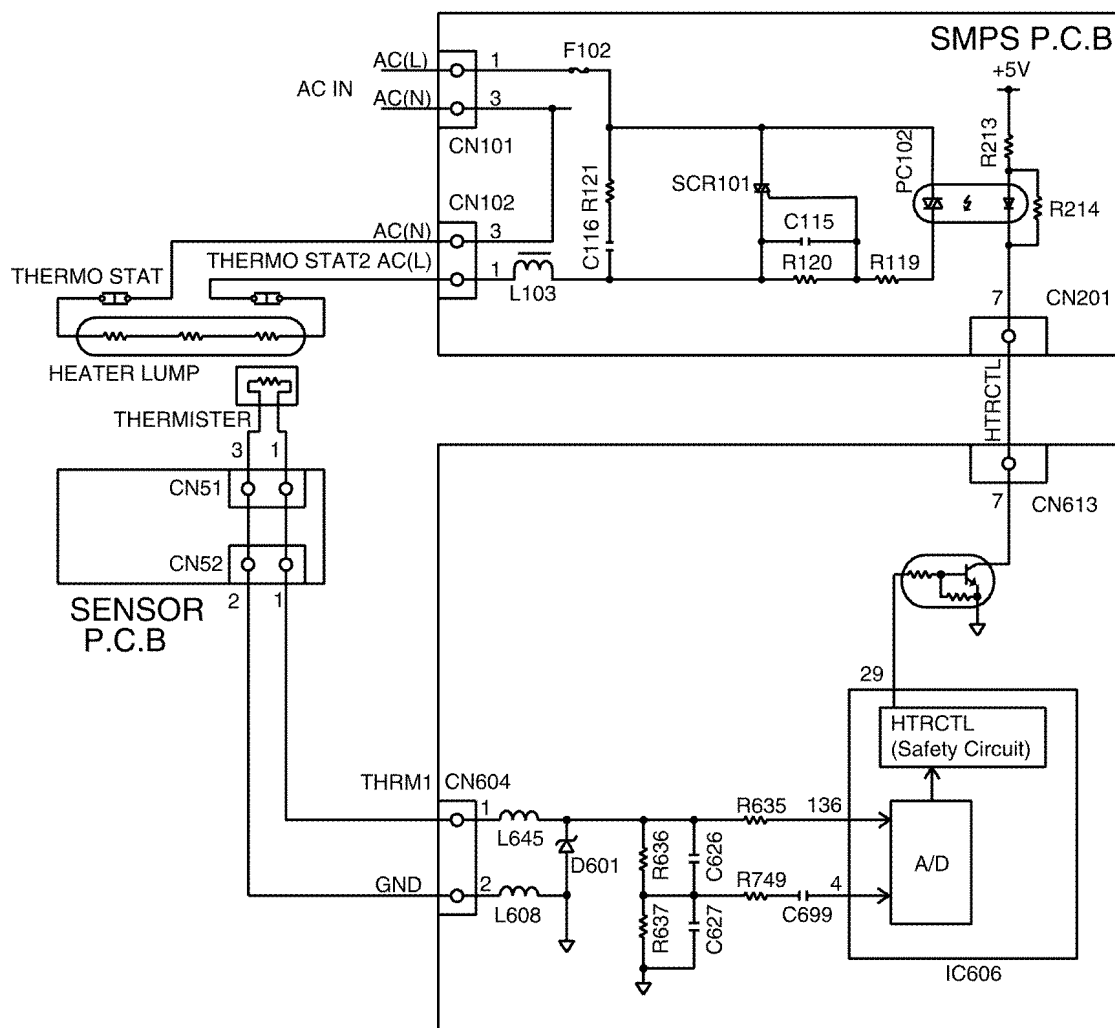 SMPS P.C.B
+5V
AC IN
AC(L)
1
F102
AC(N)
3
CN101
CN102
AC(N)
3
THERMO STAT
THERMO STAT2 AC(L)
1
L103
R121
C116
SCR101
C115
R120
R119
PC102
R213
R214
7
CN201
HTRCTL
HEATER LUMP
THERMISTER
3
1
CN51
CN52
2
1
SENSOR
P.C.B
7
CN613
29
HTRCTL
(Safety Circuit)
THRM1
CN604
1
L645
D601
R636
C626
R635
136
A/D
GND
2
L608
R637
C627
R749
C699
4
IC606